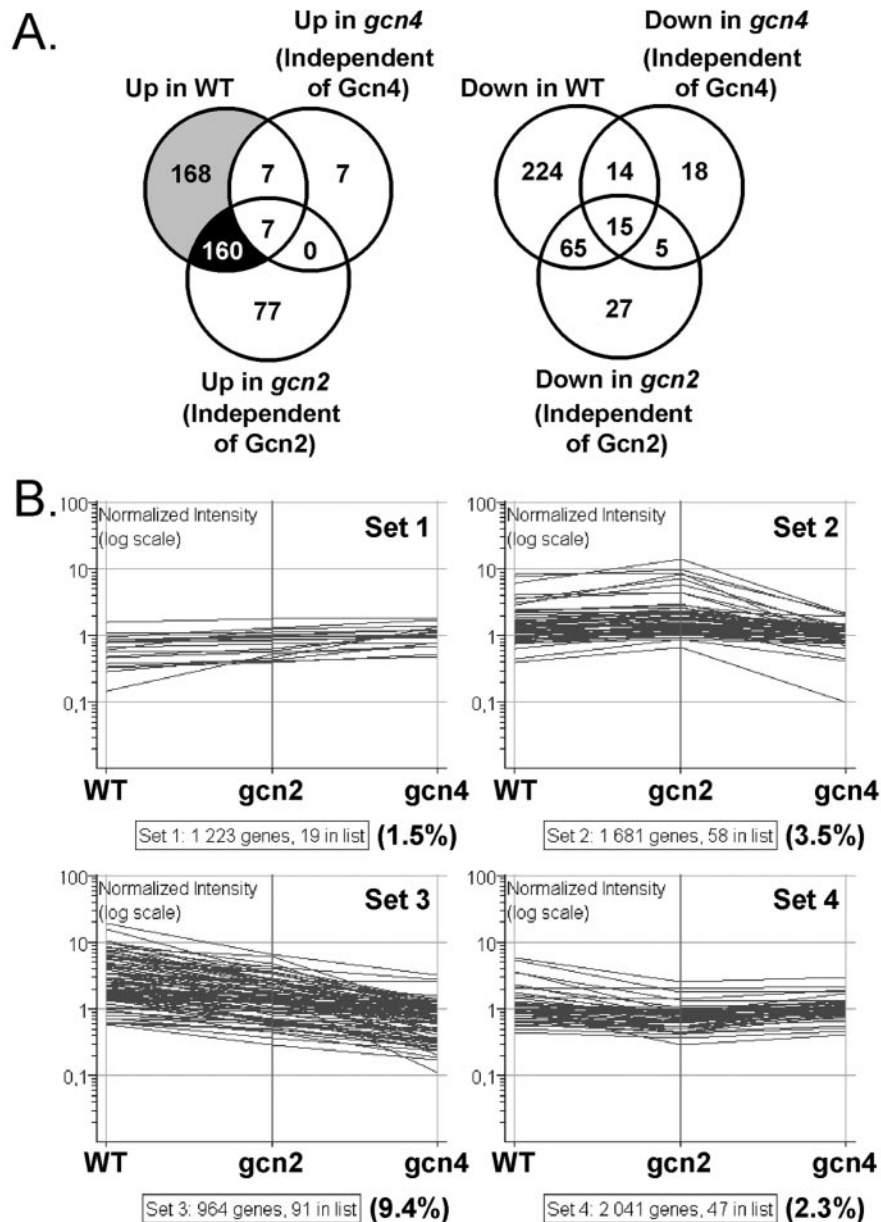 A.
Up in gcn4
(Independent
of Gcn4)
Up in WT
168
7
7
7
160
0
77
Up in gcn2
(Independent
of Gcn2)
Down in gcn4
(Independent
of Gcn4)
Down in WT
224
14
18
15
65
5
27
Down in gcn2
(Independent
of Gcn2)
B.
100
10
1
0,1
Normalized Intensity
(log scale)
Set 1
WT
gcn2
gcn4
Set 1: 1 223 genes, 19 in list
(1.5%)
100
10
1
0,1
Normalized Intensity
(log scale)
Set 2
WT
gcn2
gcn4
Set 2: 1 681 genes, 58 in list
(3.5%)
100
10
1
0,1
Normalized Intensity
(log scale)
Set 3
WT
gcn2
gcn4
Set 3: 964 genes, 91 in list
(9.4%)
100
10
1
0,1
Normalized Intensity
(log scale)
Set 4
WT
gcn2
gcn4
Set 4: 2 041 genes, 47 in list
(2.3%)